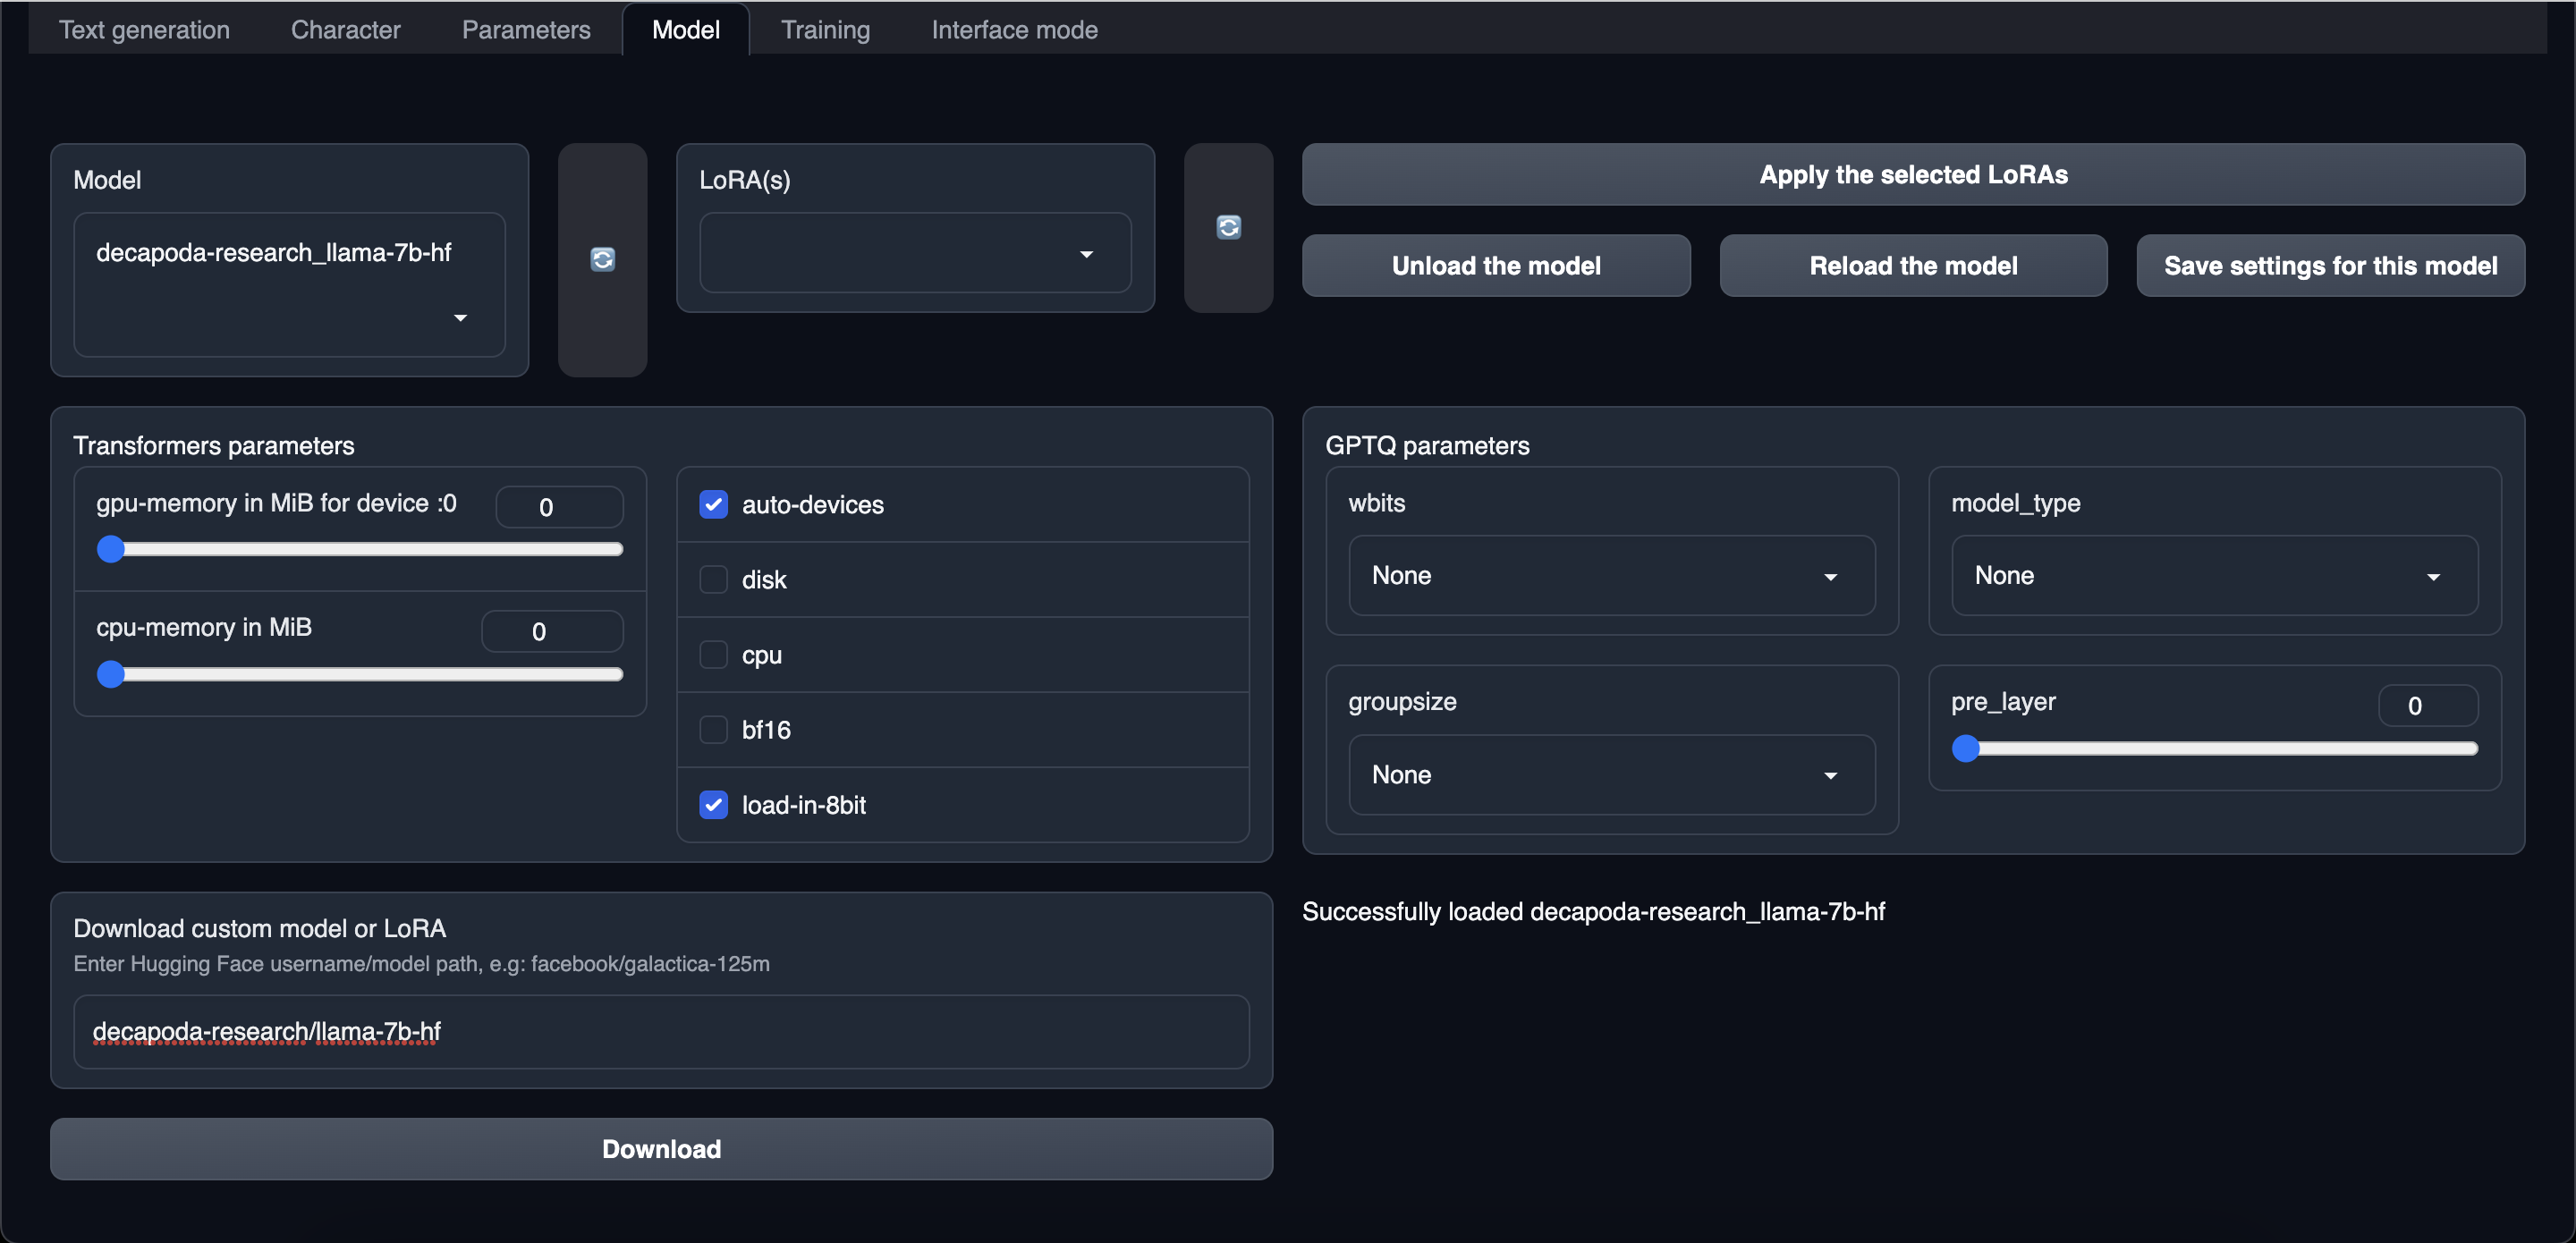 Text generation
Character
Parameters
Model
Training
Interface mode
Model
decapoda-research_llama-7b-hf
LoRA(s)
Apply the selected LoRAs
Unload the model
Reload the model
Save settings for this model
Transformers parameters
gpu-memory in MiB for device :0
0
cpu-memory in MiB
0
auto-devices
disk
cpu
bf16
load-in-8bit
GPTQ parameters
wbits
None
model_type
None
groupsize
None
pre_layer
0
Download custom model or LoRA
Enter Hugging Face username/model path, e.g: facebook/galactica-125m
decapoda-research/llama-7b-hf
Download
Successfully loaded decapoda-research_llama-7b-hf